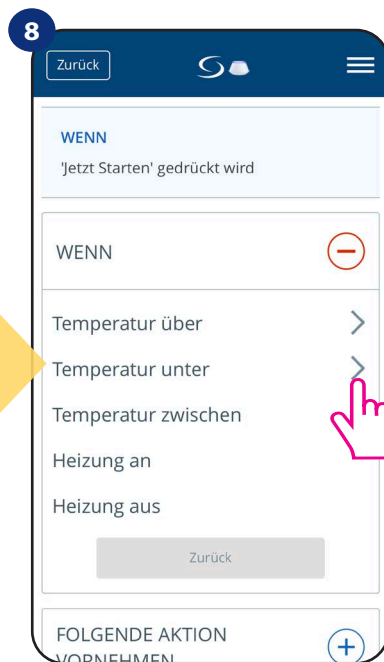 8
Zurück
WENN
'Jetzt Starten' gedrückt wird
WENN
Temperatur über
Temperatur unter
Temperatur zwischen
Heizung an
Heizung aus
Zurück
FOLGENDE AKTION
VORNEHMEN